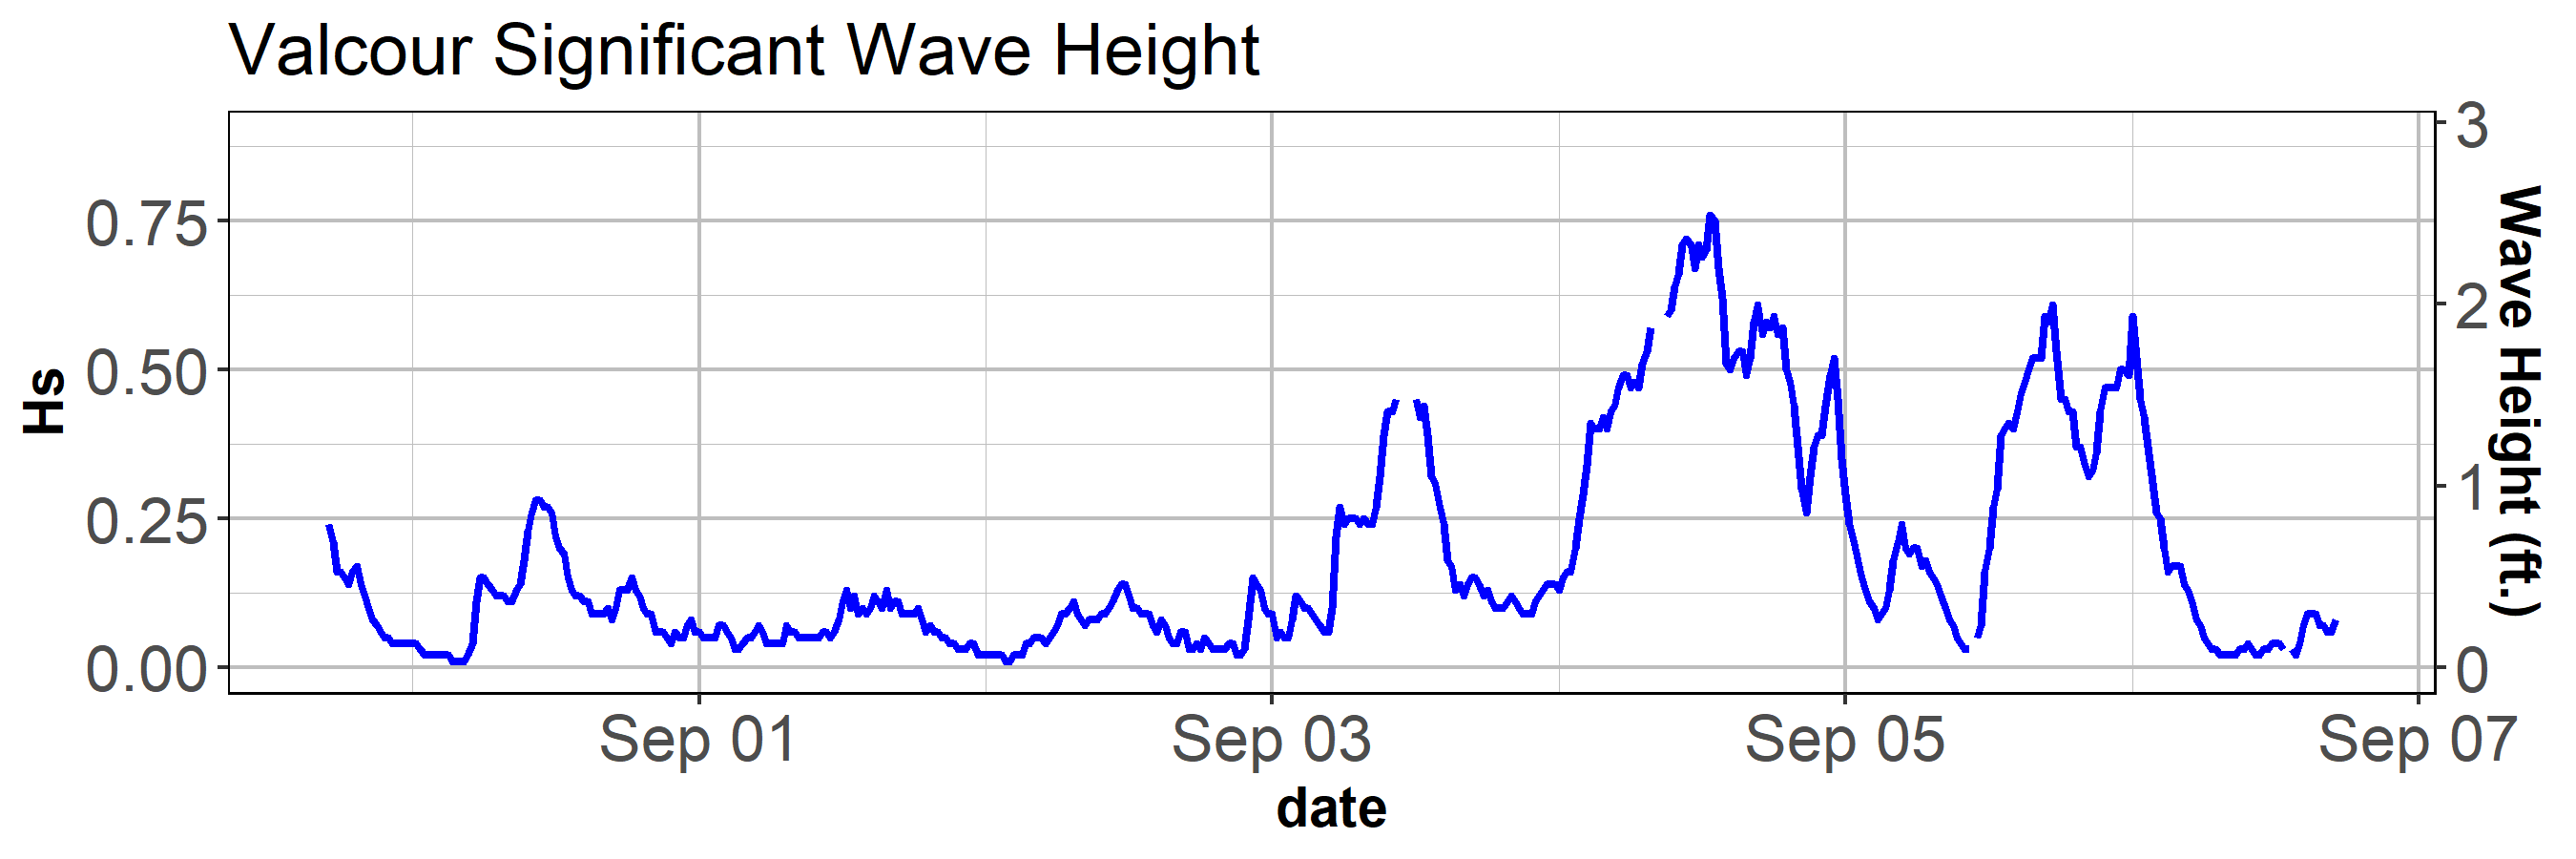 Valcour Significant Wave Height
Hs
0.75
0.50
0.25
0.00
3
2
1
0
Wave Height (ft.)
Sep 01
Sep 03
Sep 05
Sep 07
date